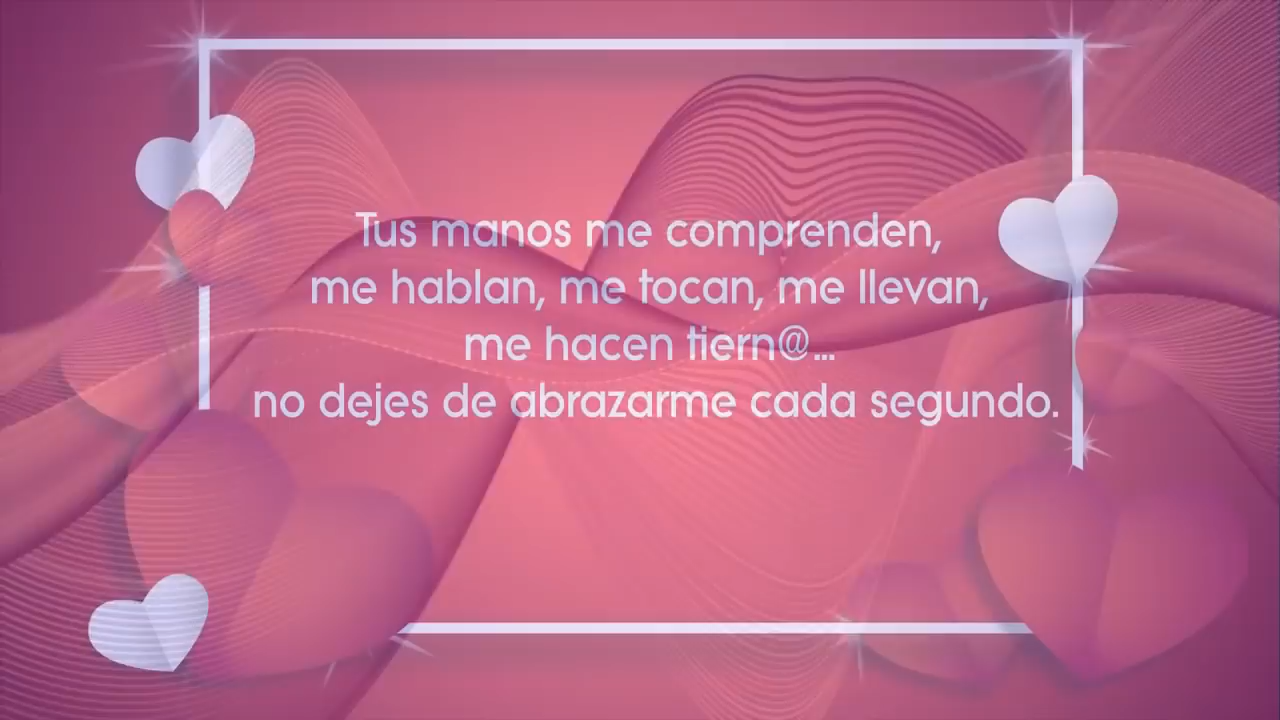 Tus manos me comprenden,
me hablan, me tocan, me llevan,
me hacen tiern@...
no dejes de abrazarme cada segundo.